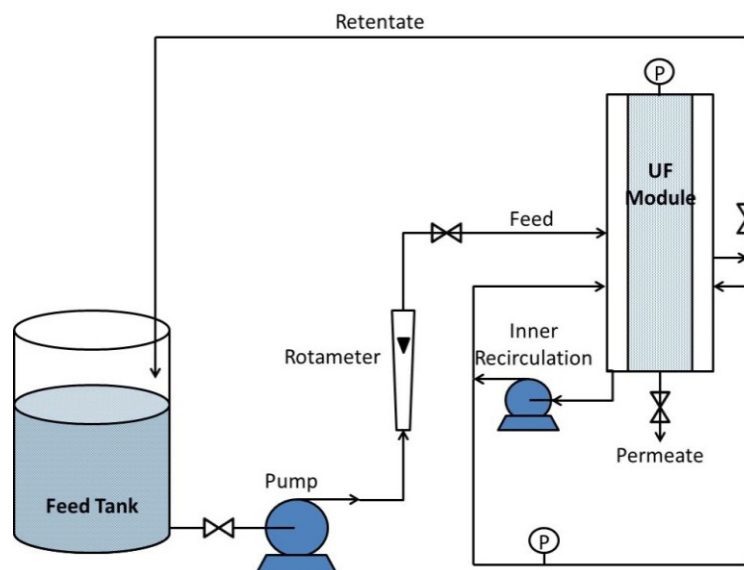 Retentate
P
UF
Module
Feed
Inner
Recirculation
Rotameter
Permeate
Pump
Feed Tank
P